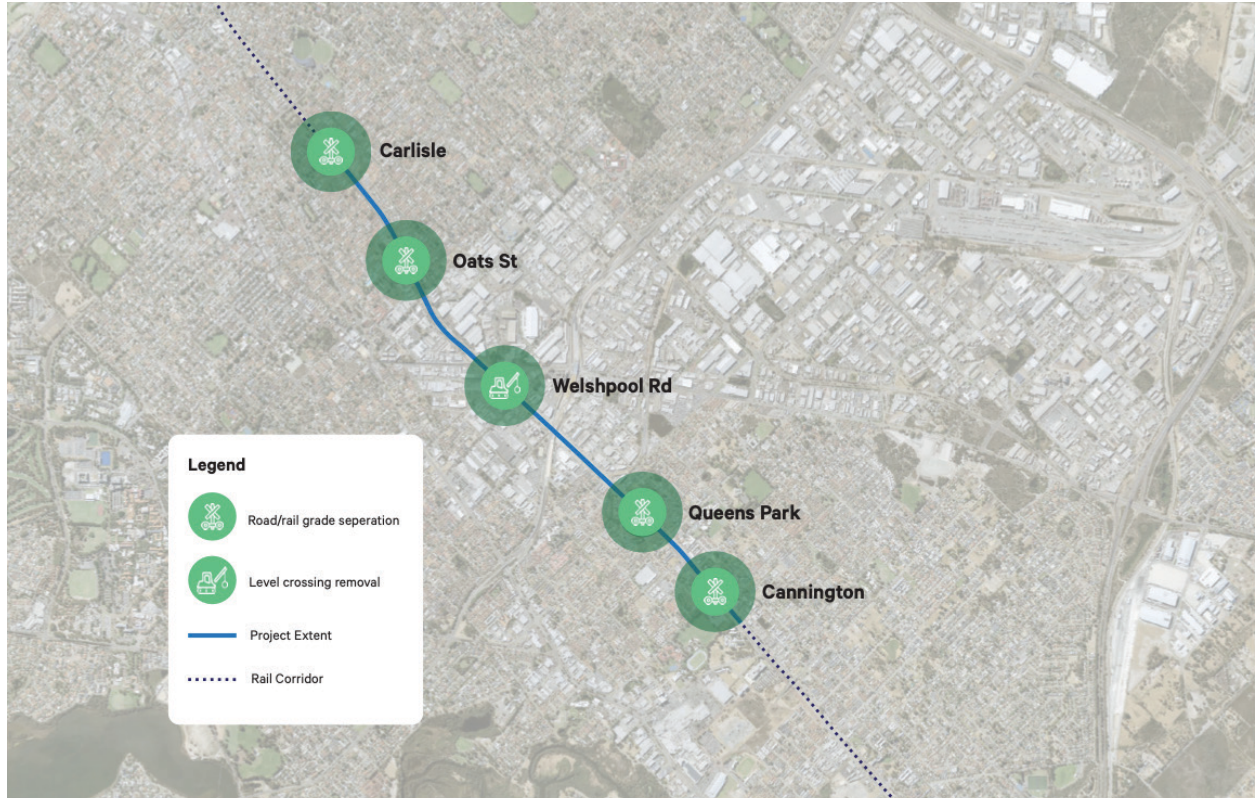 Carlisle
Oats St
Welshpool Rd
Queens Park
Cannington
Legend
Road/rail grade seperation
Level crossing removal
Project Extent
Rail Corridor